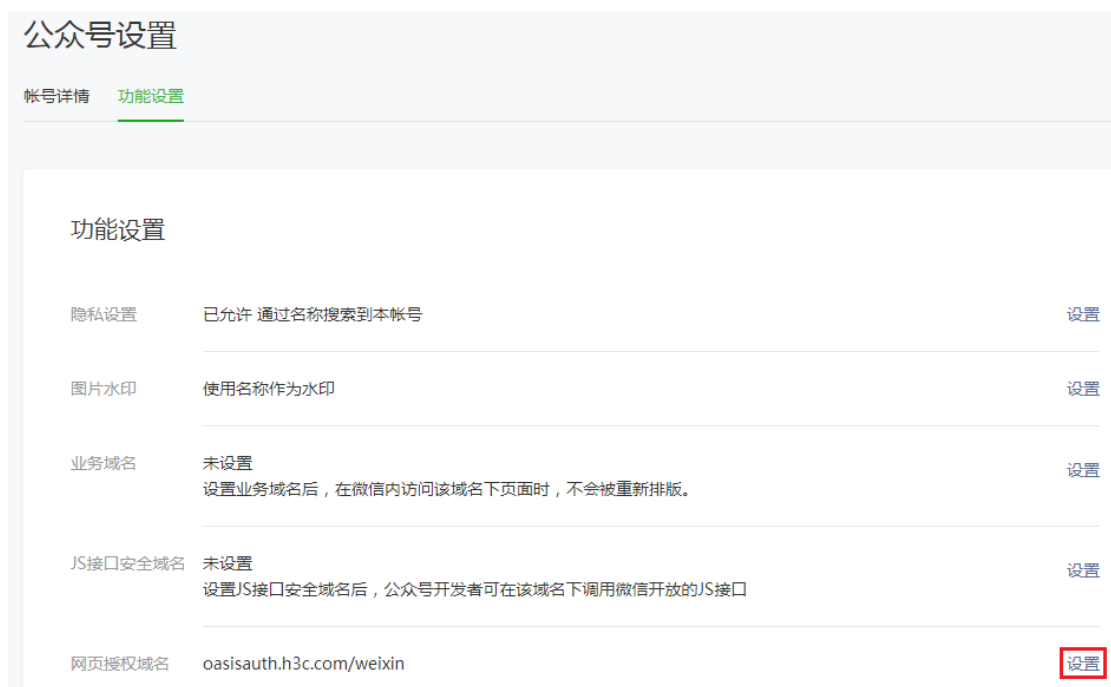 公众号设置
帐号详情 功能设置
功能设置
隐私设置 已允许 通过名称搜索到本帐号 设置
图片水印 使用名称作为水印 设置
业务域名 未设置 设置
设置业务域名后，在微信内访问该域名下页面时，不会被重新排版。
JS接口安全域名 未设置 设置
设置JS接口安全域名后，公众号开发者可在该域名下调用微信开放的JS接口
网页授权域名 oasisauth.h3c.com/weixin 设置